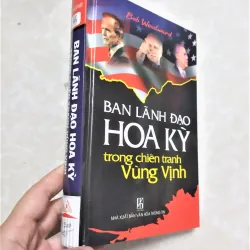 Bob Woodward
BAN LÃNH ĐẠO
HOA KỲ
trong chiến tranh
Vùng Vịnh
NHÀ XUẤT BẢN VĂN HÓA THÔNG TIN
BAN LÃNH ĐẠO HOA KỲ